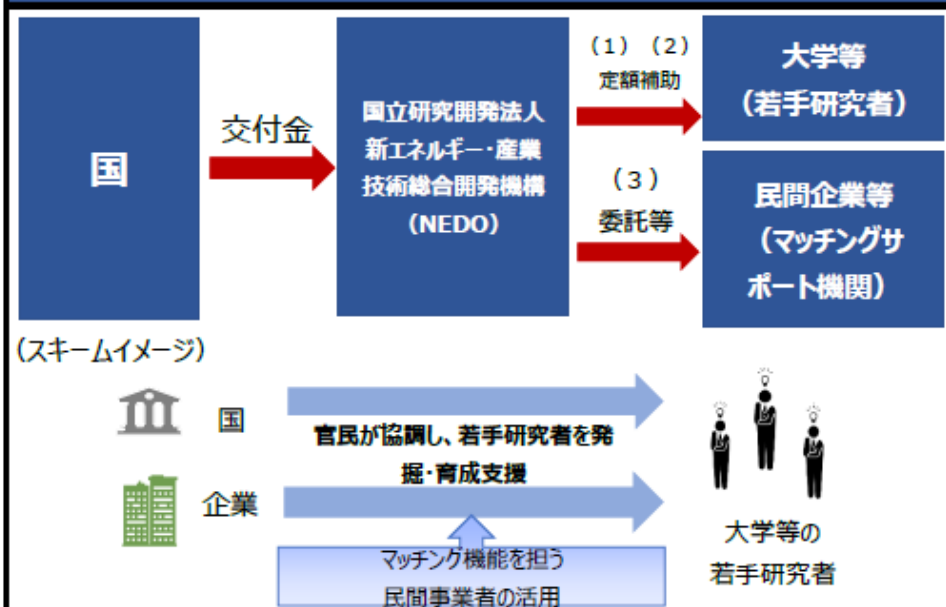 国
交付金
国立研究開発法人
新エネルギー・産業
技術総合開発機構
（NEDO）
（１）（２）
定額補助
大学等
（若手研究者）
（３）
委託等
民間企業等
（マッチングサ
ポート機関）
（スキームイメージ）
国
官民が協調し、若手研究者を発
掘・育成支援
企業
大学等の
若手研究者
マッチング機能を担う
民間事業者の活用